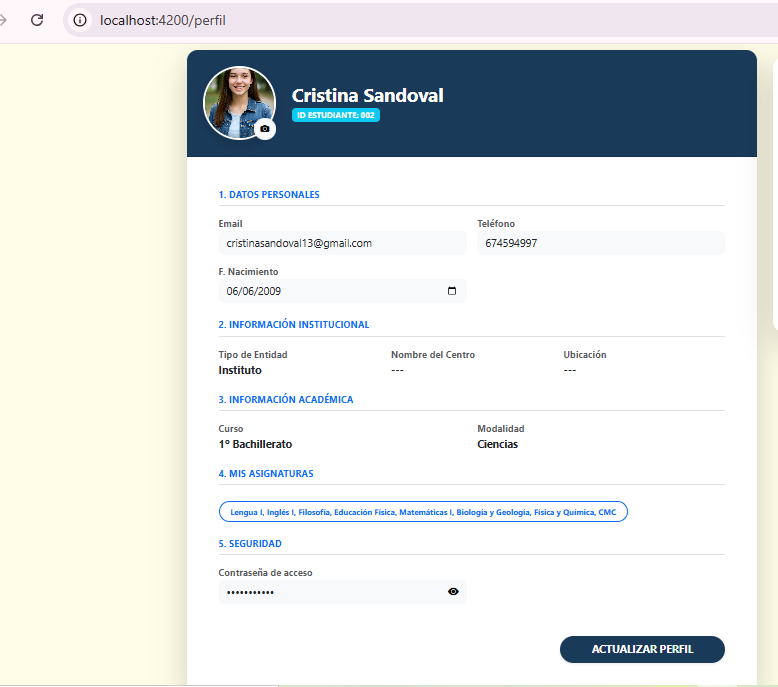 localhost:4200/perfil
Cristina Sandoval
ID ESTUDIANTE: 002
1. DATOS PERSONALES
Email Teléfono
cristinasandoval13@gmail.com 674594997
F. Nacimiento
06/06/2009
2. INFORMACIÓN INSTITUCIONAL
Tipo de Entidad Nombre del Centro Ubicación
Instituto --- ---
3. INFORMACIÓN ACADÉMICA
Curso Modalidad
1º Bachillerato Ciencias
4. MIS ASIGNATURAS
Lengua I, Inglés I, Filosofía, Educación Física, Matemáticas I, Biología y Geología, Física y Química, CMC
5. SEGURIDAD
Contraseña de acceso
•••••••••••
ACTUALIZAR PERFIL